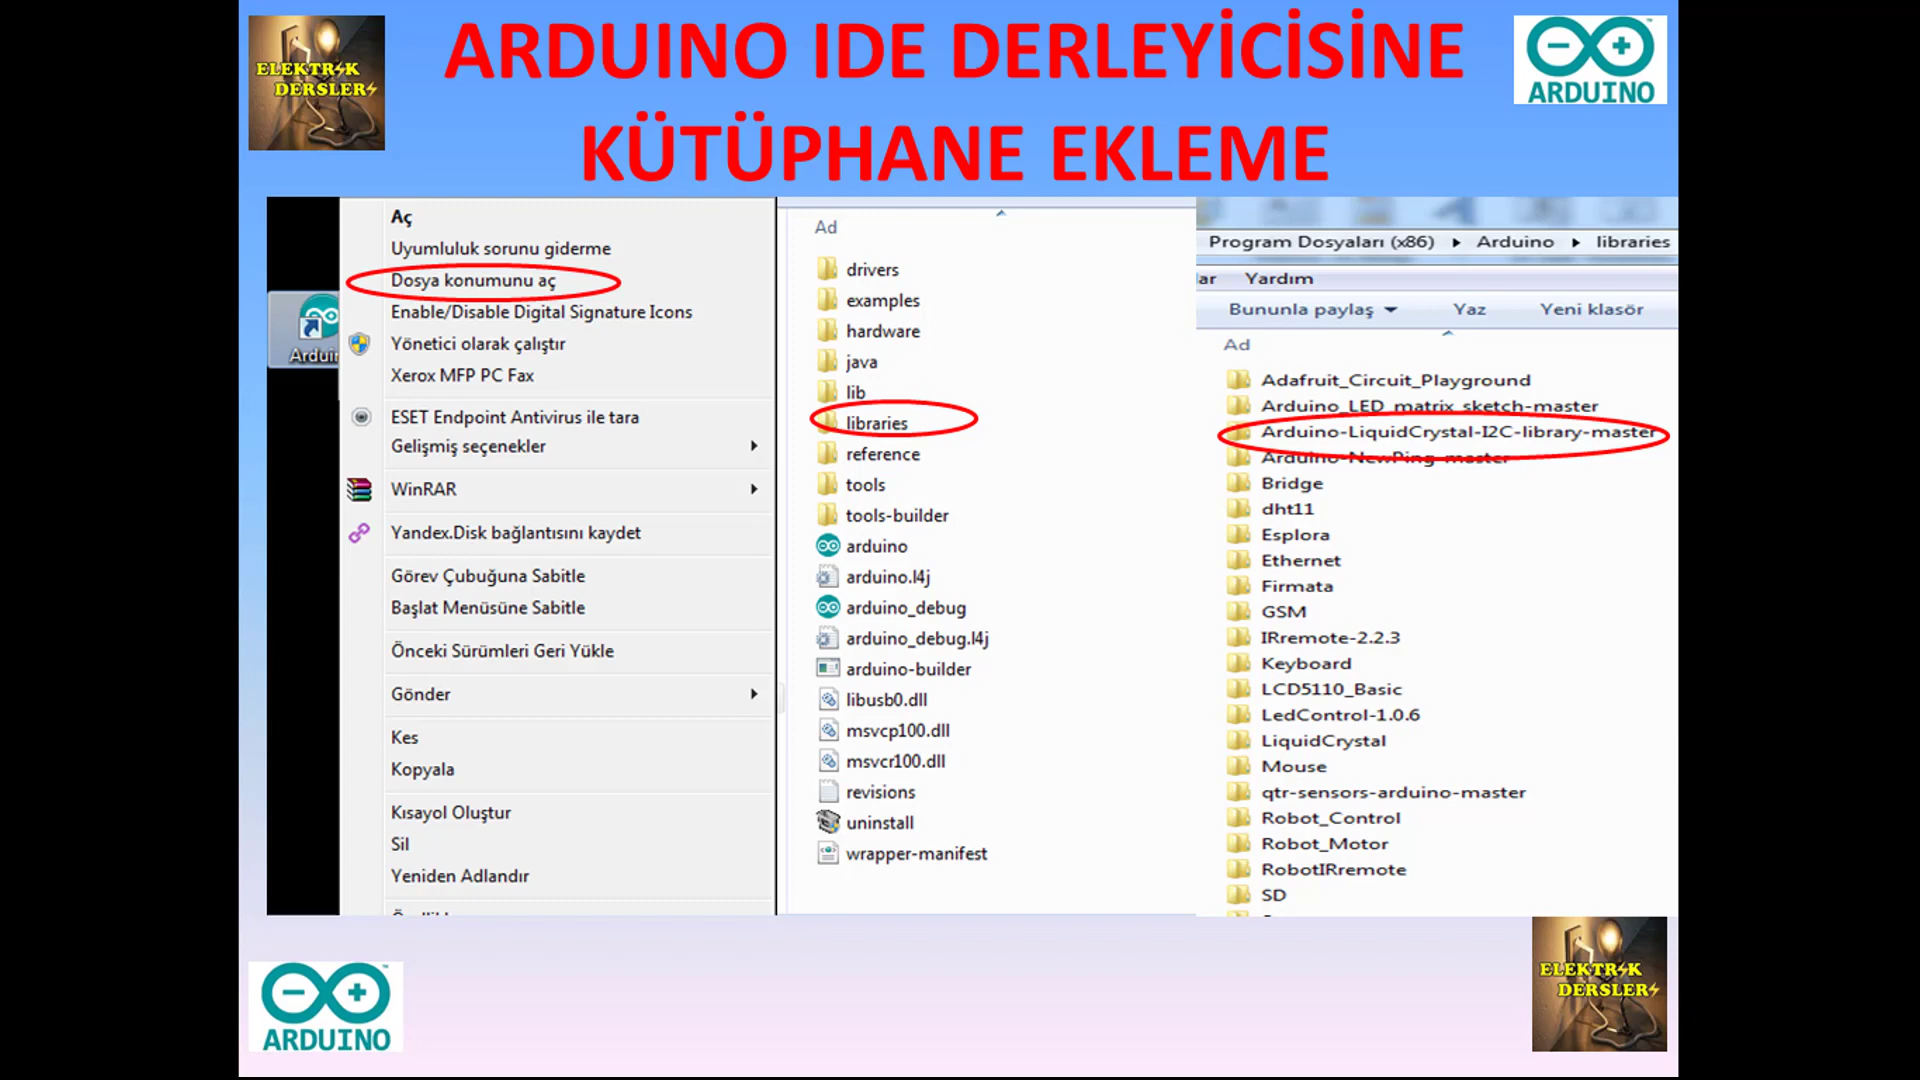 ARDUINO IDE DERLEYİCİSİNE
KÜTÜPHANE EKLEME
ELEKTR⚡K
DERSLER⚡
ARDUINO
Aç
Uyumluluk sorunu giderme
Dosya konumunu aç
Enable/Disable Digital Signature Icons
Yönetici olarak çalıştır
Xerox MFP PC Fax
ESET Endpoint Antivirus ile tara
Gelişmiş seçenekler
WinRAR
Yandex.Disk bağlantısını kaydet
Görev Çubuğuna Sabitle
Başlat Menüsüne Sabitle
Önceki Sürümleri Geri Yükle
Gönder
Kes
Kopyala
Kısayol Oluştur
Sil
Yeniden Adlandır
Ardui
Ad
drivers
examples
hardware
java
lib
libraries
reference
tools
tools-builder
arduino
arduino.l4j
arduino_debug
arduino_debug.l4j
arduino-builder
libusb0.dll
msvcp100.dll
msvcr100.dll
revisions
uninstall
wrapper-manifest
Program Dosyaları (x86) ▸ Arduino ▸ libraries
lar Yardım
Bununla paylaş Yaz Yeni klasör
Ad
Adafruit_Circuit_Playground
Arduino_LED_matrix_sketch-master
Arduino-LiquidCrystal-I2C-library-master
Arduino-NewPing-master
Bridge
dht11
Esplora
Ethernet
Firmata
GSM
IRremote-2.2.3
Keyboard
LCD5110_Basic
LedControl-1.0.6
LiquidCrystal
Mouse
qtr-sensors-arduino-master
Robot_Control
Robot_Motor
RobotIRremote
SD
ARDUINO
ELEKTR⚡K
DERSLER⚡